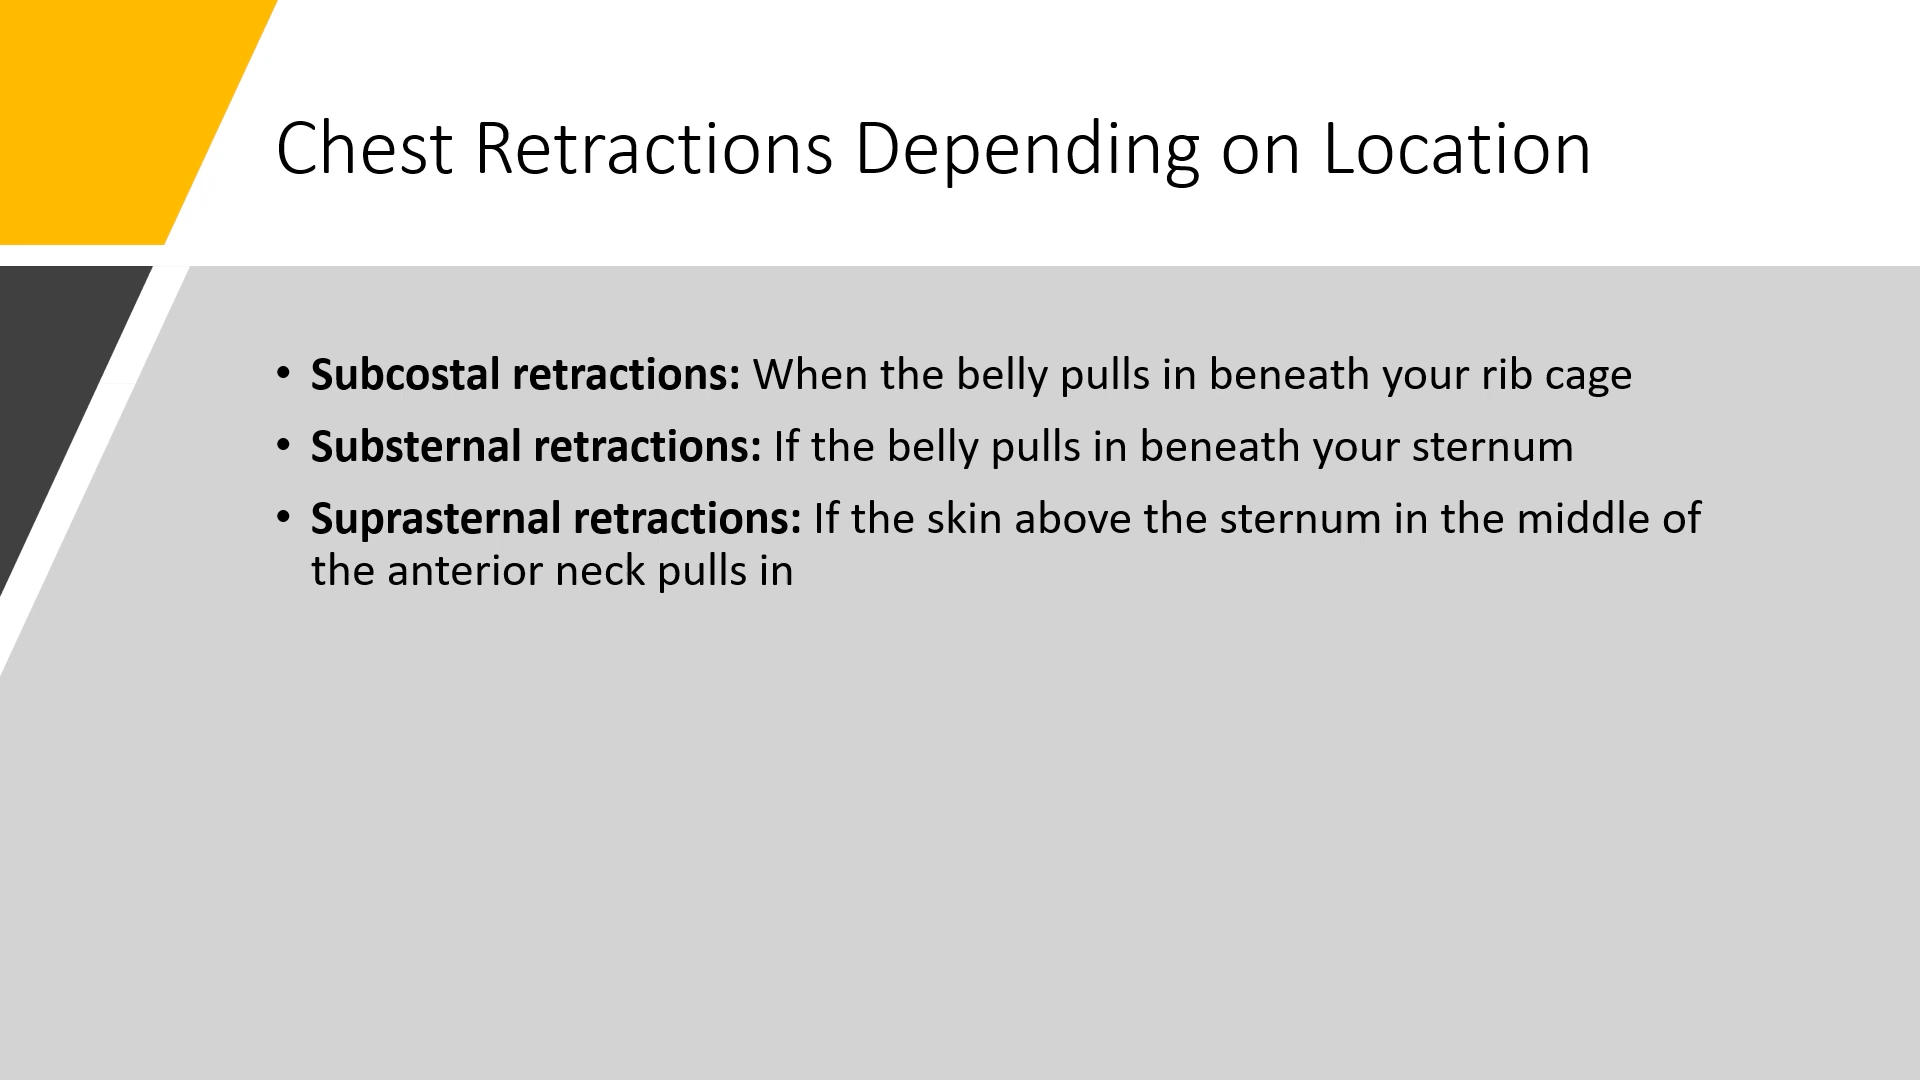 Chest Retractions Depending on Location
• Subcostal retractions: When the belly pulls in beneath your rib cage
• Substernal retractions: If the belly pulls in beneath your sternum
• Suprasternal retractions: If the skin above the sternum in the middle of
the anterior neck pulls in